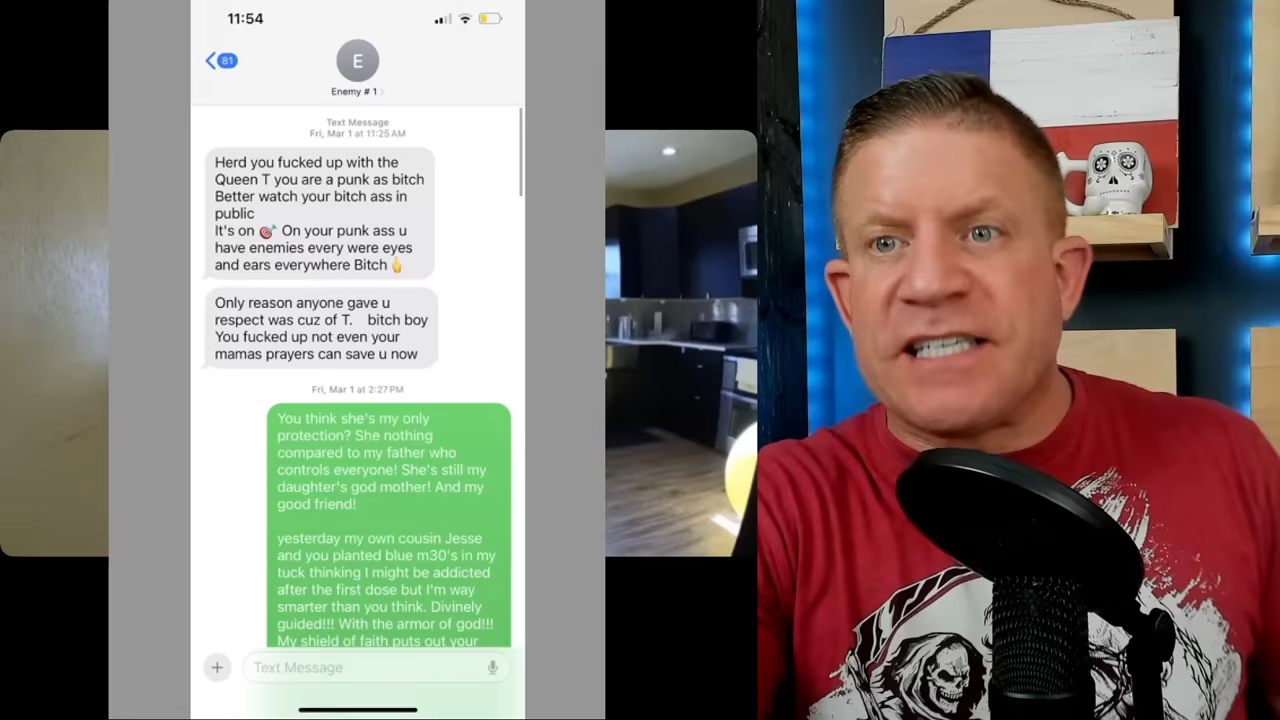 11:54
81
E
Enemy # 1
Text Message
Fri, Mar 1 at 11:25 AM
Herd you fucked up with the
Queen T you are a punk as bitch
Better watch your bitch ass in
public
It's on 🎯 On your punk ass u
have enemies every were eyes
and ears everywhere Bitch 🖕
Only reason anyone gave u
respect was cuz of T. bitch boy
You fucked up not even your
mamas prayers can save u now
Fri, Mar 1 at 2:27 PM
You think she's my only
protection? She nothing
compared to my father who
controls everyone! She's still my
daughter's god mother! And my
good friend!
yesterday my own cousin Jesse
and you planted blue m30's in my
tuck thinking I might be addicted
after the first dose but I'm way
smarter than you think. Divinely
guided!!! With the armor of god!!!
My shield of faith puts out your
Text Message